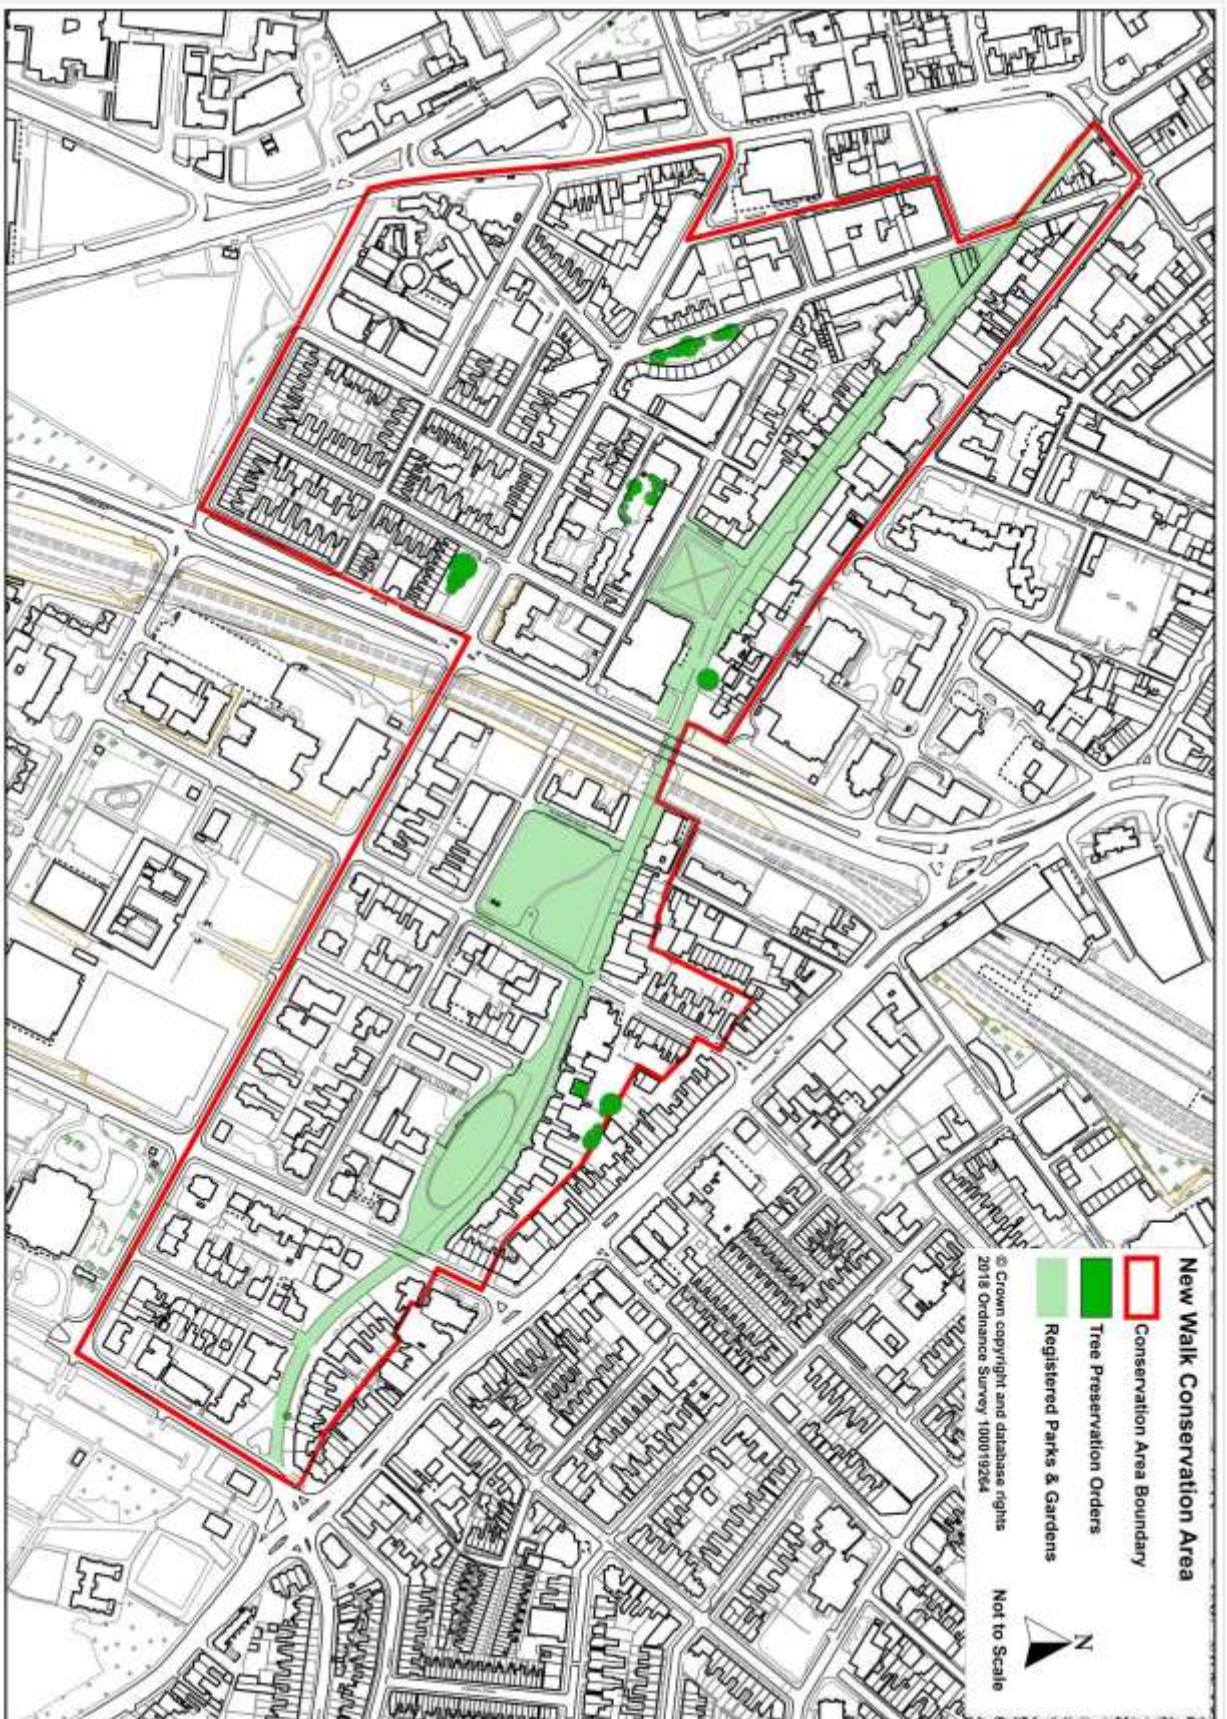 New Walk Conservation Area
Conservation Area Boundary
Tree Preservation Orders
Registered Parks & Gardens
© Crown copyright and database rights
2018 Ordnance Survey 100019264
N
Not to Scale